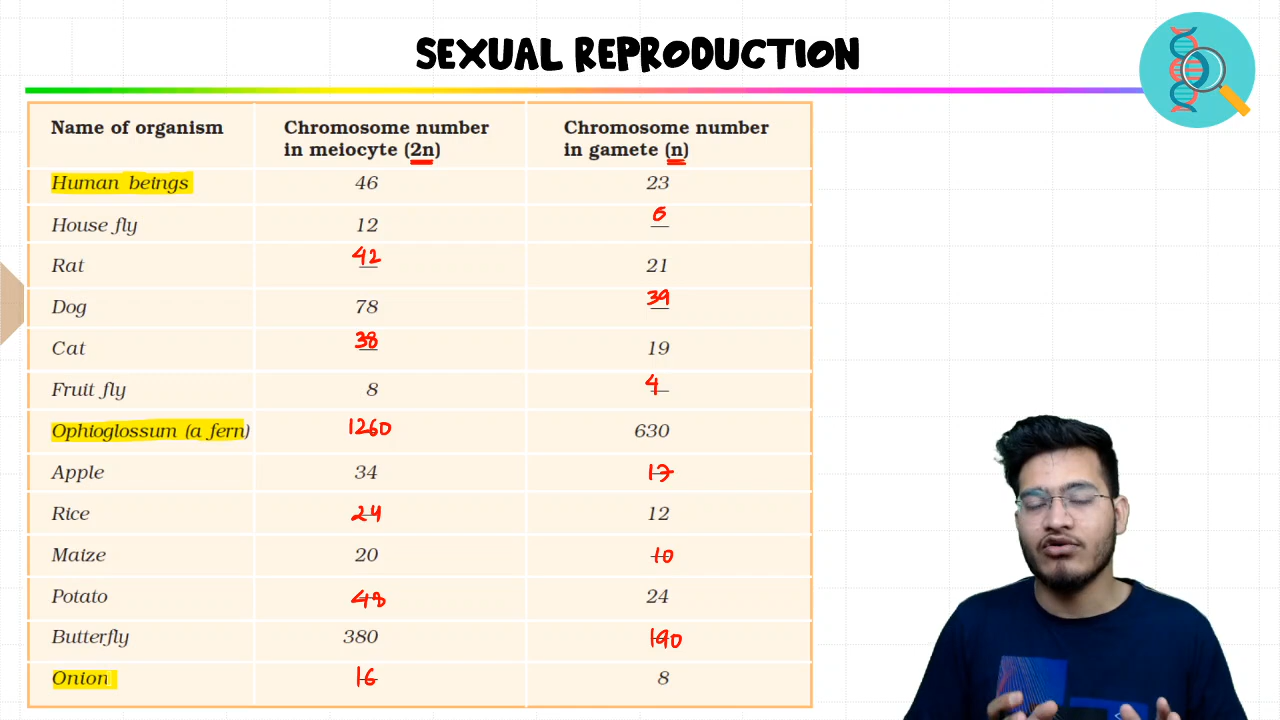 SEXUAL REPRODUCTION
Name of organism Chromosome number in meiocyte (2n) Chromosome number in gamete (n)
Human beings 46 23
House fly 12 6
Rat 42 21
Dog 78 39
Cat 38 19
Fruit fly 8 4
Ophioglossum (a fern) 1260 630
Apple 34 17
Rice 24 12
Maize 20 10
Potato 48 24
Butterfly 380 190
Onion 16 8